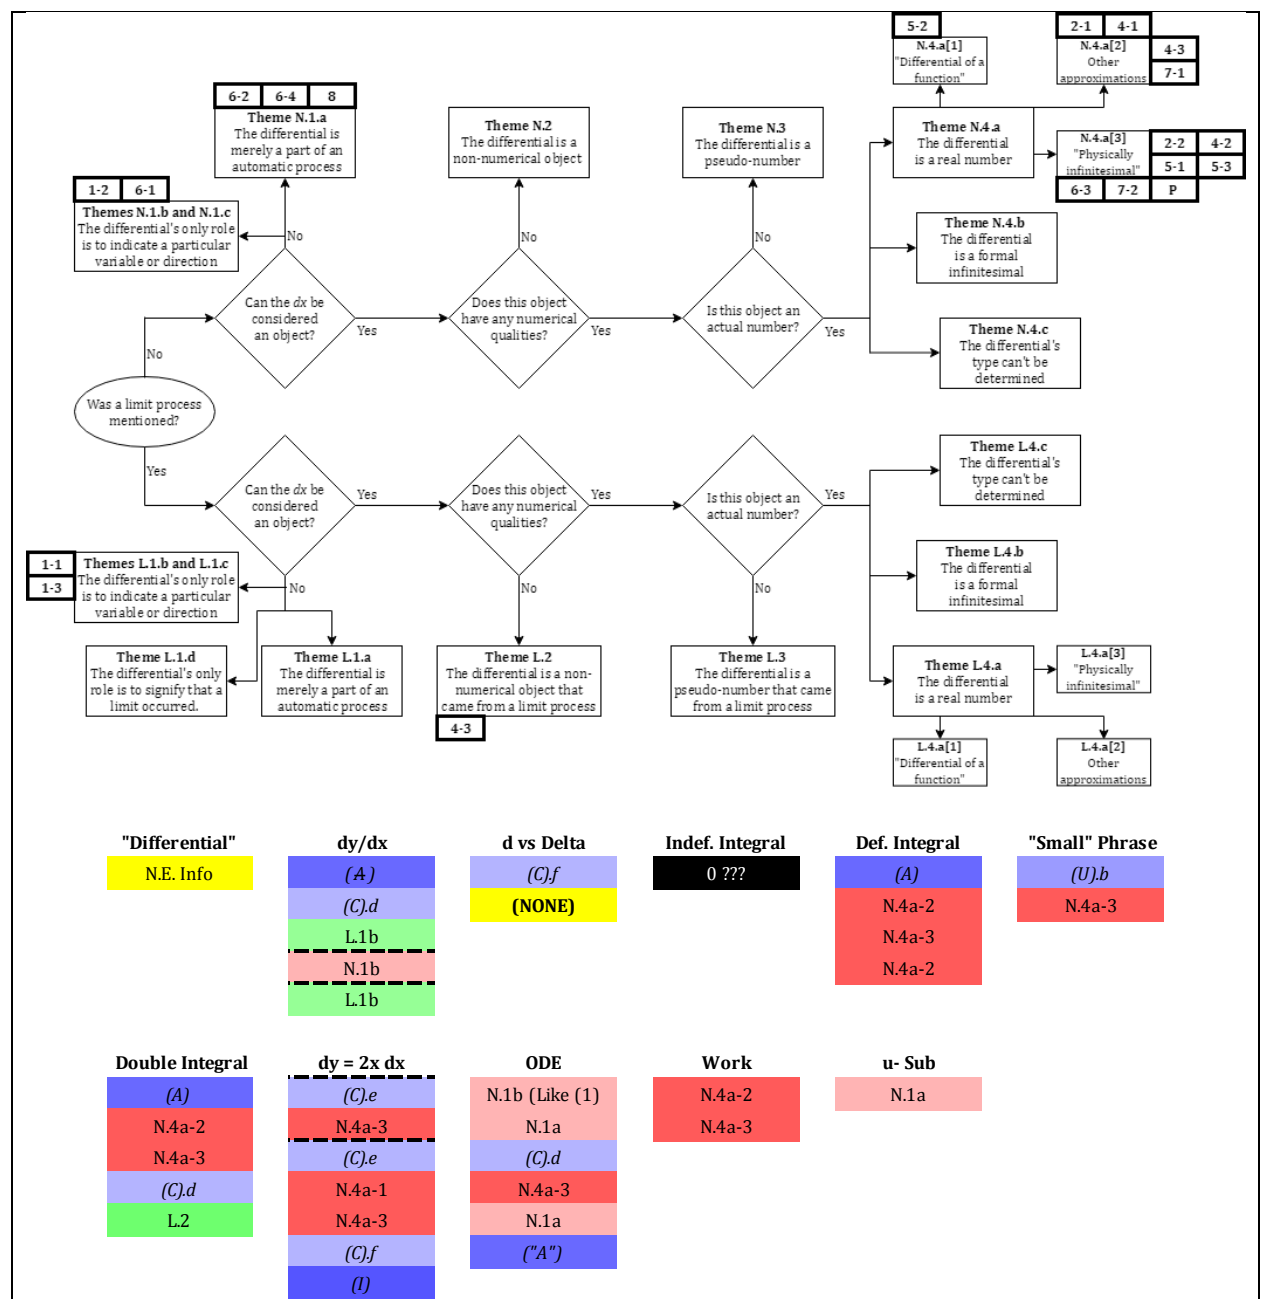 5-2
2-1 4-1
N.4.a[1]
"Differential of a
function"
N.4.a[2]
Other
approximations
4-3
7-1
6-2 6-4 8
Theme N.1.a
The differential is
merely a part of an
automatic process
Theme N.2
The differential is a
non-numerical object
Theme N.3
The differential is a
pseudo-number
Theme N.4.a
The differential
is a real number
N.4.a[3]
"Physically
infinitesimal"
2-2 4-2
5-1 5-3
6-3 7-2 P
1-2 6-1
Themes N.1.b and N.1.c
The differential's only role
is to indicate a particular
variable or direction
No
No
No
Theme N.4.b
The differential
is a formal
infinitesimal
Can the dx be
considered
an object?
Yes
Does this object
have any numerical
qualities?
Yes
Is this object an
actual number?
Yes
Theme N.4.c
The differential's
type can't be
determined
No
Was a limit process
mentioned?
Yes
Can the dx be
considered
an object?
Yes
Does this object
have any numerical
qualities?
Yes
Is this object an
actual number?
Yes
Theme L.4.c
The differential's
type can't be
determined
1-1
1-3
Themes L.1.b and L.1.c
The differential's only role
is to indicate a particular
variable or direction
No
No
No
Theme L.4.b
The differential
is a formal
infinitesimal
Theme L.1.d
The differential's only
role is to signify that a
limit occurred.
Theme L.1.a
The differential is
merely a part of an
automatic process
Theme L.2
The differential is a non-
numerical object that
came from a limit process
4-3
Theme L.3
The differential is a
pseudo-number that came
from a limit process
Theme L.4.a
The differential
is a real number
L.4.a[3]
"Physically
infinitesimal"
L.4.a[1]
"Differential of a
function"
L.4.a[2]
Other
approximations
"Differential"
N.E. Info
dy/dx
(A)
(C).d
L.1b
N.1b
L.1b
d vs Delta
(C).f
(NONE)
Indef. Integral
0 ???
Def. Integral
(A)
N.4a-2
N.4a-3
N.4a-2
"Small" Phrase
(U).b
N.4a-3
Double Integral
(A)
N.4a-2
N.4a-3
(C).d
L.2
dy = 2x dx
(C).e
N.4a-3
(C).e
N.4a-1
N.4a-3
(C).f
(I)
ODE
N.1b (Like (1)
N.1a
(C).d
N.4a-3
N.1a
("A")
Work
N.4a-2
N.4a-3
u- Sub
N.1a